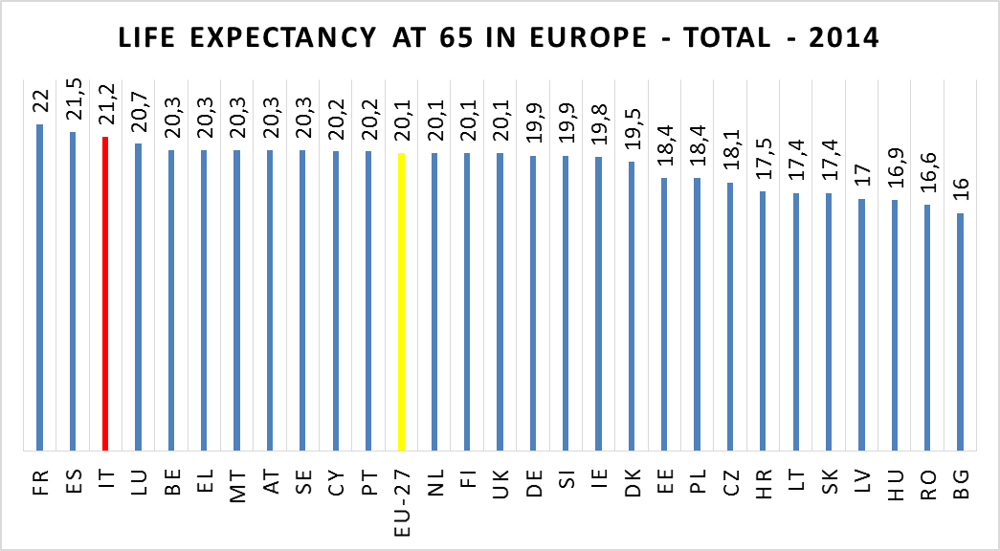 LIFE EXPECTANCY AT 65 IN EUROPE - TOTAL - 2014
22
21,5
21,2
20,7
20,3
20,3
20,3
20,3
20,3
20,2
20,2
20,1
20,1
20,1
20,1
19,9
19,9
19,8
19,5
18,4
18,4
18,1
17,5
17,4
17,4
17
16,9
16,6
16
FR
ES
IT
LU
BE
EL
MT
AT
SE
CY
PT
EU-27
NL
FI
UK
DE
SI
IE
DK
EE
PL
CZ
HR
LT
SK
LV
HU
RO
BG